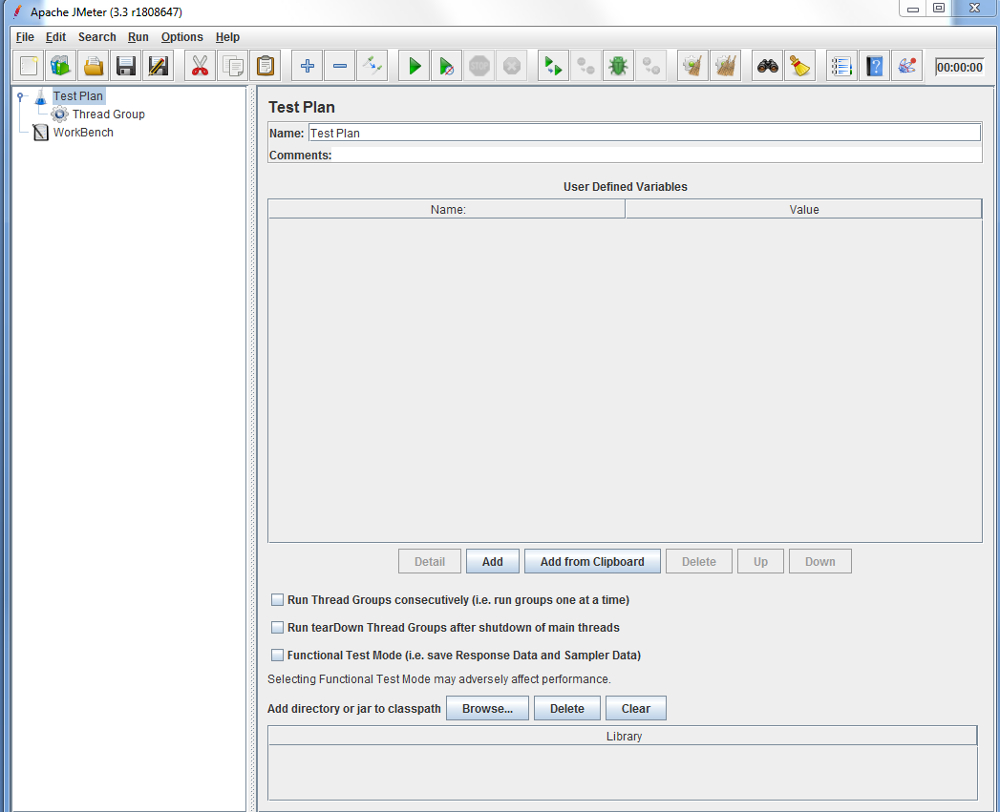 Apache JMeter (3.3 r1808647)
File Edit Search Run Options Help
STOP
00:00:00
Test Plan
Thread Group
WorkBench
Test Plan
Name: Test Plan
Comments:
User Defined Variables
Name: Value
Detail Add Add from Clipboard Delete Up Down
Run Thread Groups consecutively (i.e. run groups one at a time)
Run tearDown Thread Groups after shutdown of main threads
Functional Test Mode (i.e. save Response Data and Sampler Data)
Selecting Functional Test Mode may adversely affect performance.
Add directory or jar to classpath Browse... Delete Clear
Library